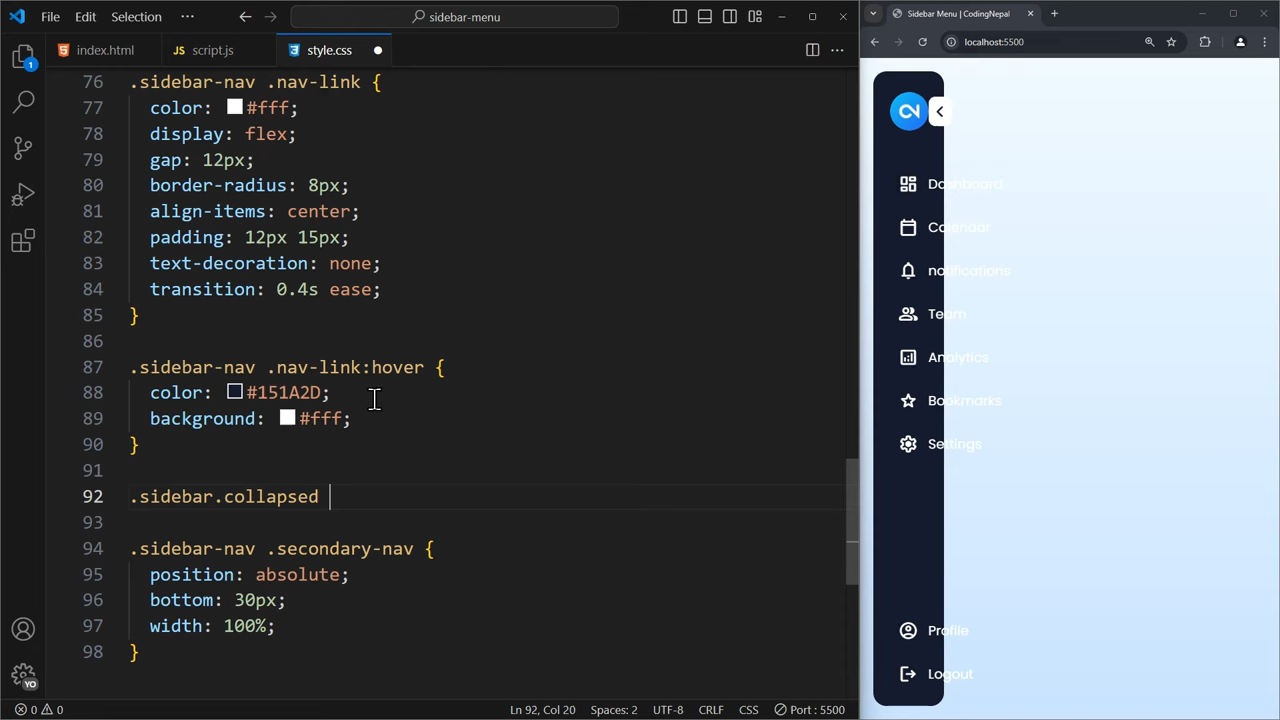 File Edit Selection ··· sidebar-menu
index.html script.js style.css
76 .sidebar-nav .nav-link {
77 color: #fff;
78 display: flex;
79 gap: 12px;
80 border-radius: 8px;
81 align-items: center;
82 padding: 12px 15px;
83 text-decoration: none;
84 transition: 0.4s ease;
85 }
86
87 .sidebar-nav .nav-link:hover {
88 color: #151A2D;
89 background: #fff;
90 }
91
92 .sidebar.collapsed
93
94 .sidebar-nav .secondary-nav {
95 position: absolute;
96 bottom: 30px;
97 width: 100%;
98 }
1
YO
0 0 Ln 92, Col 20 Spaces: 2 UTF-8 CRLF CSS Port : 5500
Sidebar Menu | CodingNepal
localhost:5500
Dashboard
Calendar
notifications
Team
Analytics
Bookmarks
Settings
Profile
Logout